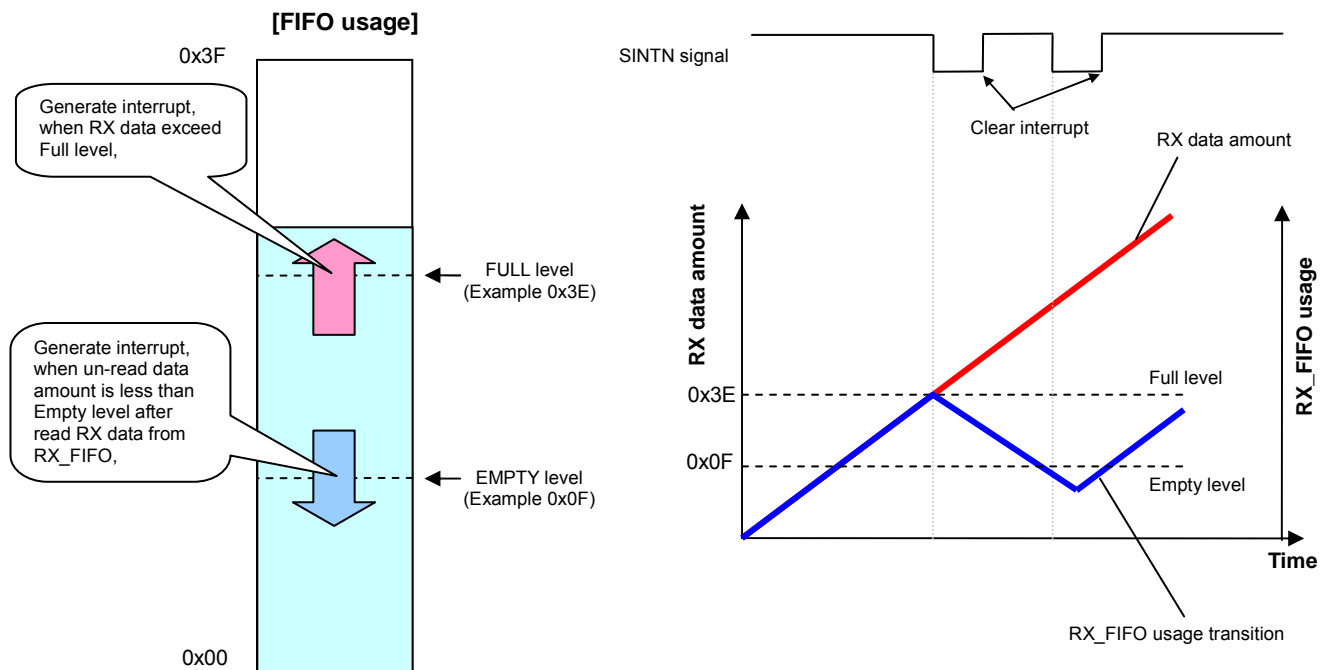 [FIFO usage]
0x3F
Generate interrupt,
when RX data exceed
Full level,
FULL level
(Example 0x3E)
Generate interrupt,
when un-read data
amount is less than
Empty level after
read RX data from
RX_FIFO,
EMPTY level
(Example 0x0F)
0x00
SINTN signal
Clear interrupt
RX data amount
RX data amount
RX_FIFO usage
0x3E
Full level
0x0F
Empty level
Time
RX_FIFO usage transition